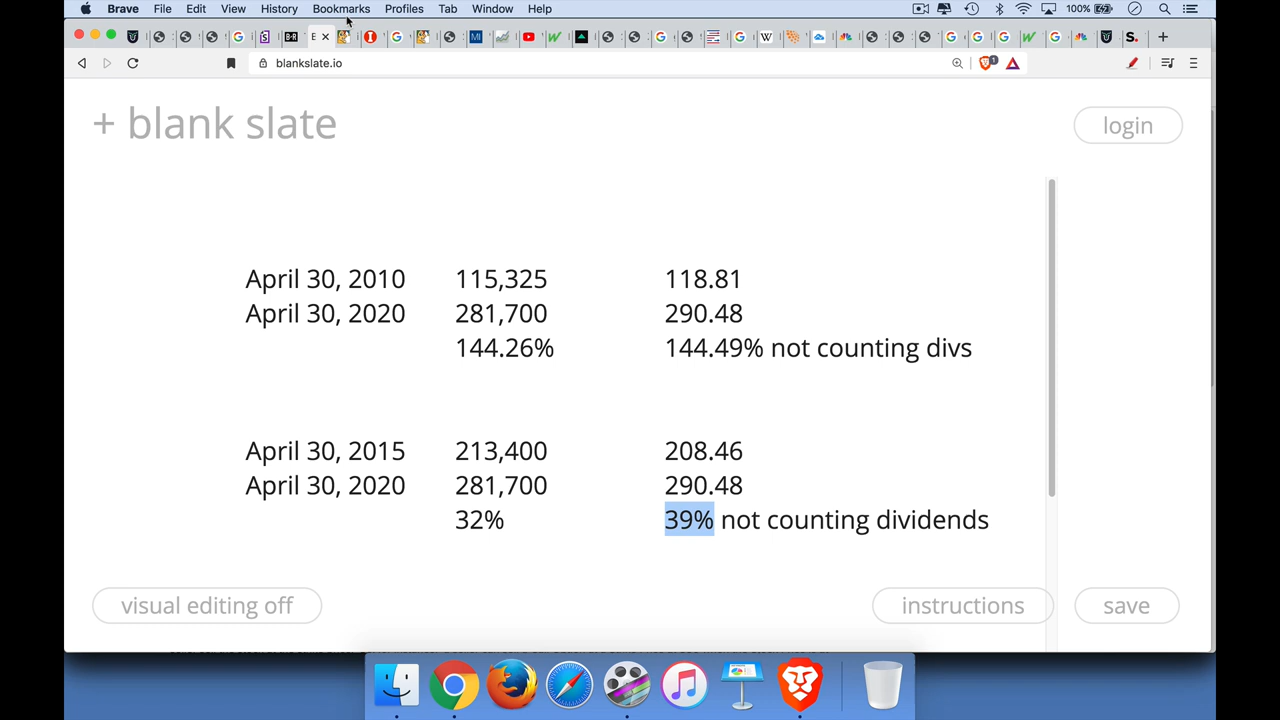 Brave File Edit View History Bookmarks Profiles Tab Window Help 100%
blankslate.io
+ blank slate
login
April 30, 2010 115,325 118.81
April 30, 2020 281,700 290.48
144.26% 144.49% not counting divs
April 30, 2015 213,400 208.46
April 30, 2020 281,700 290.48
32% 39% not counting dividends
visual editing off
instructions
save